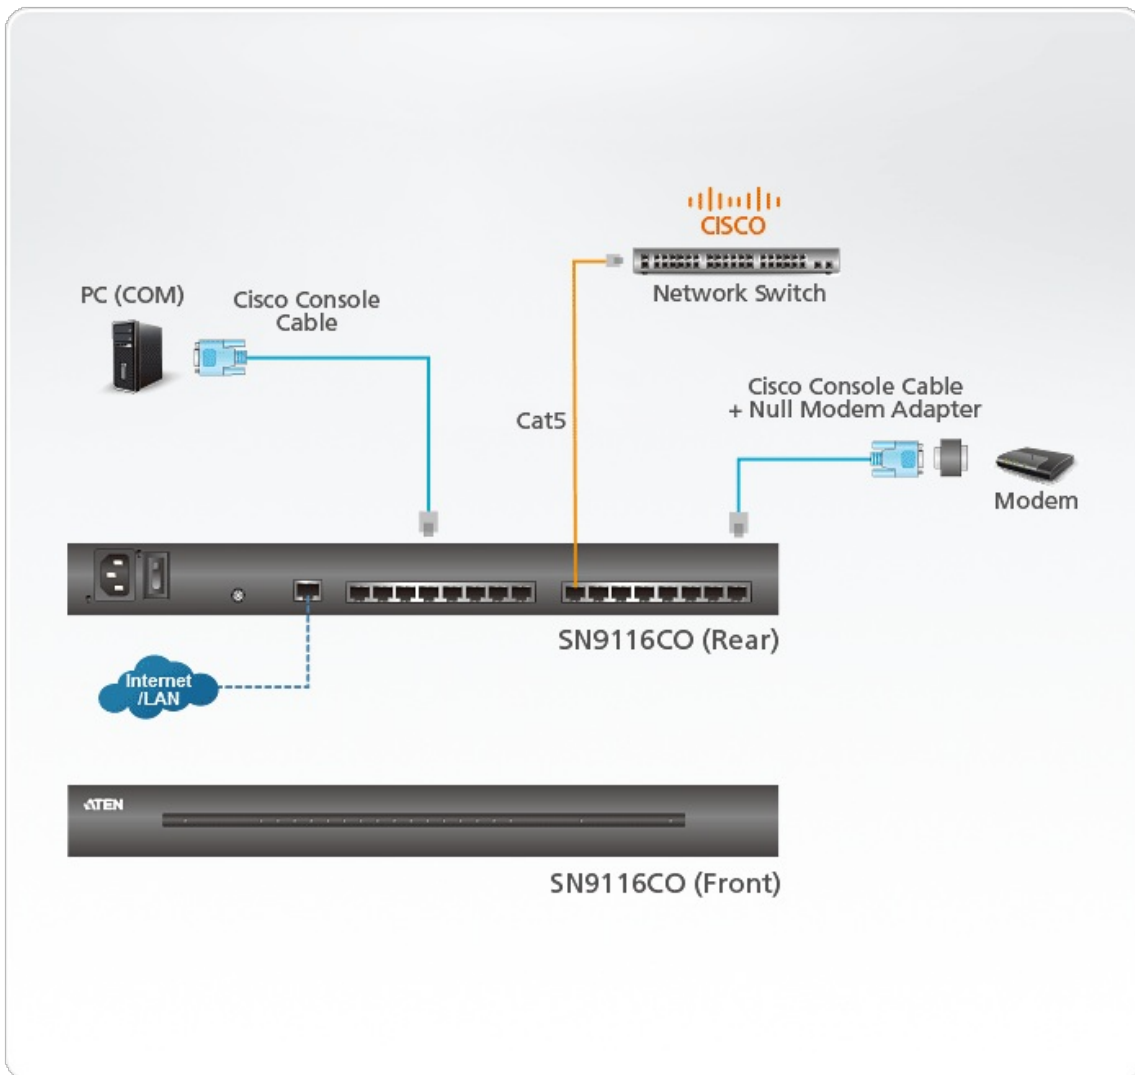 CISCO
Network Switch
PC (COM)
Cisco Console
Cable
Cisco Console Cable
+ Null Modem Adapter
Cat5
Modem
SN9116CO (Rear)
Internet
/LAN
ATEN
SN9116CO (Front)